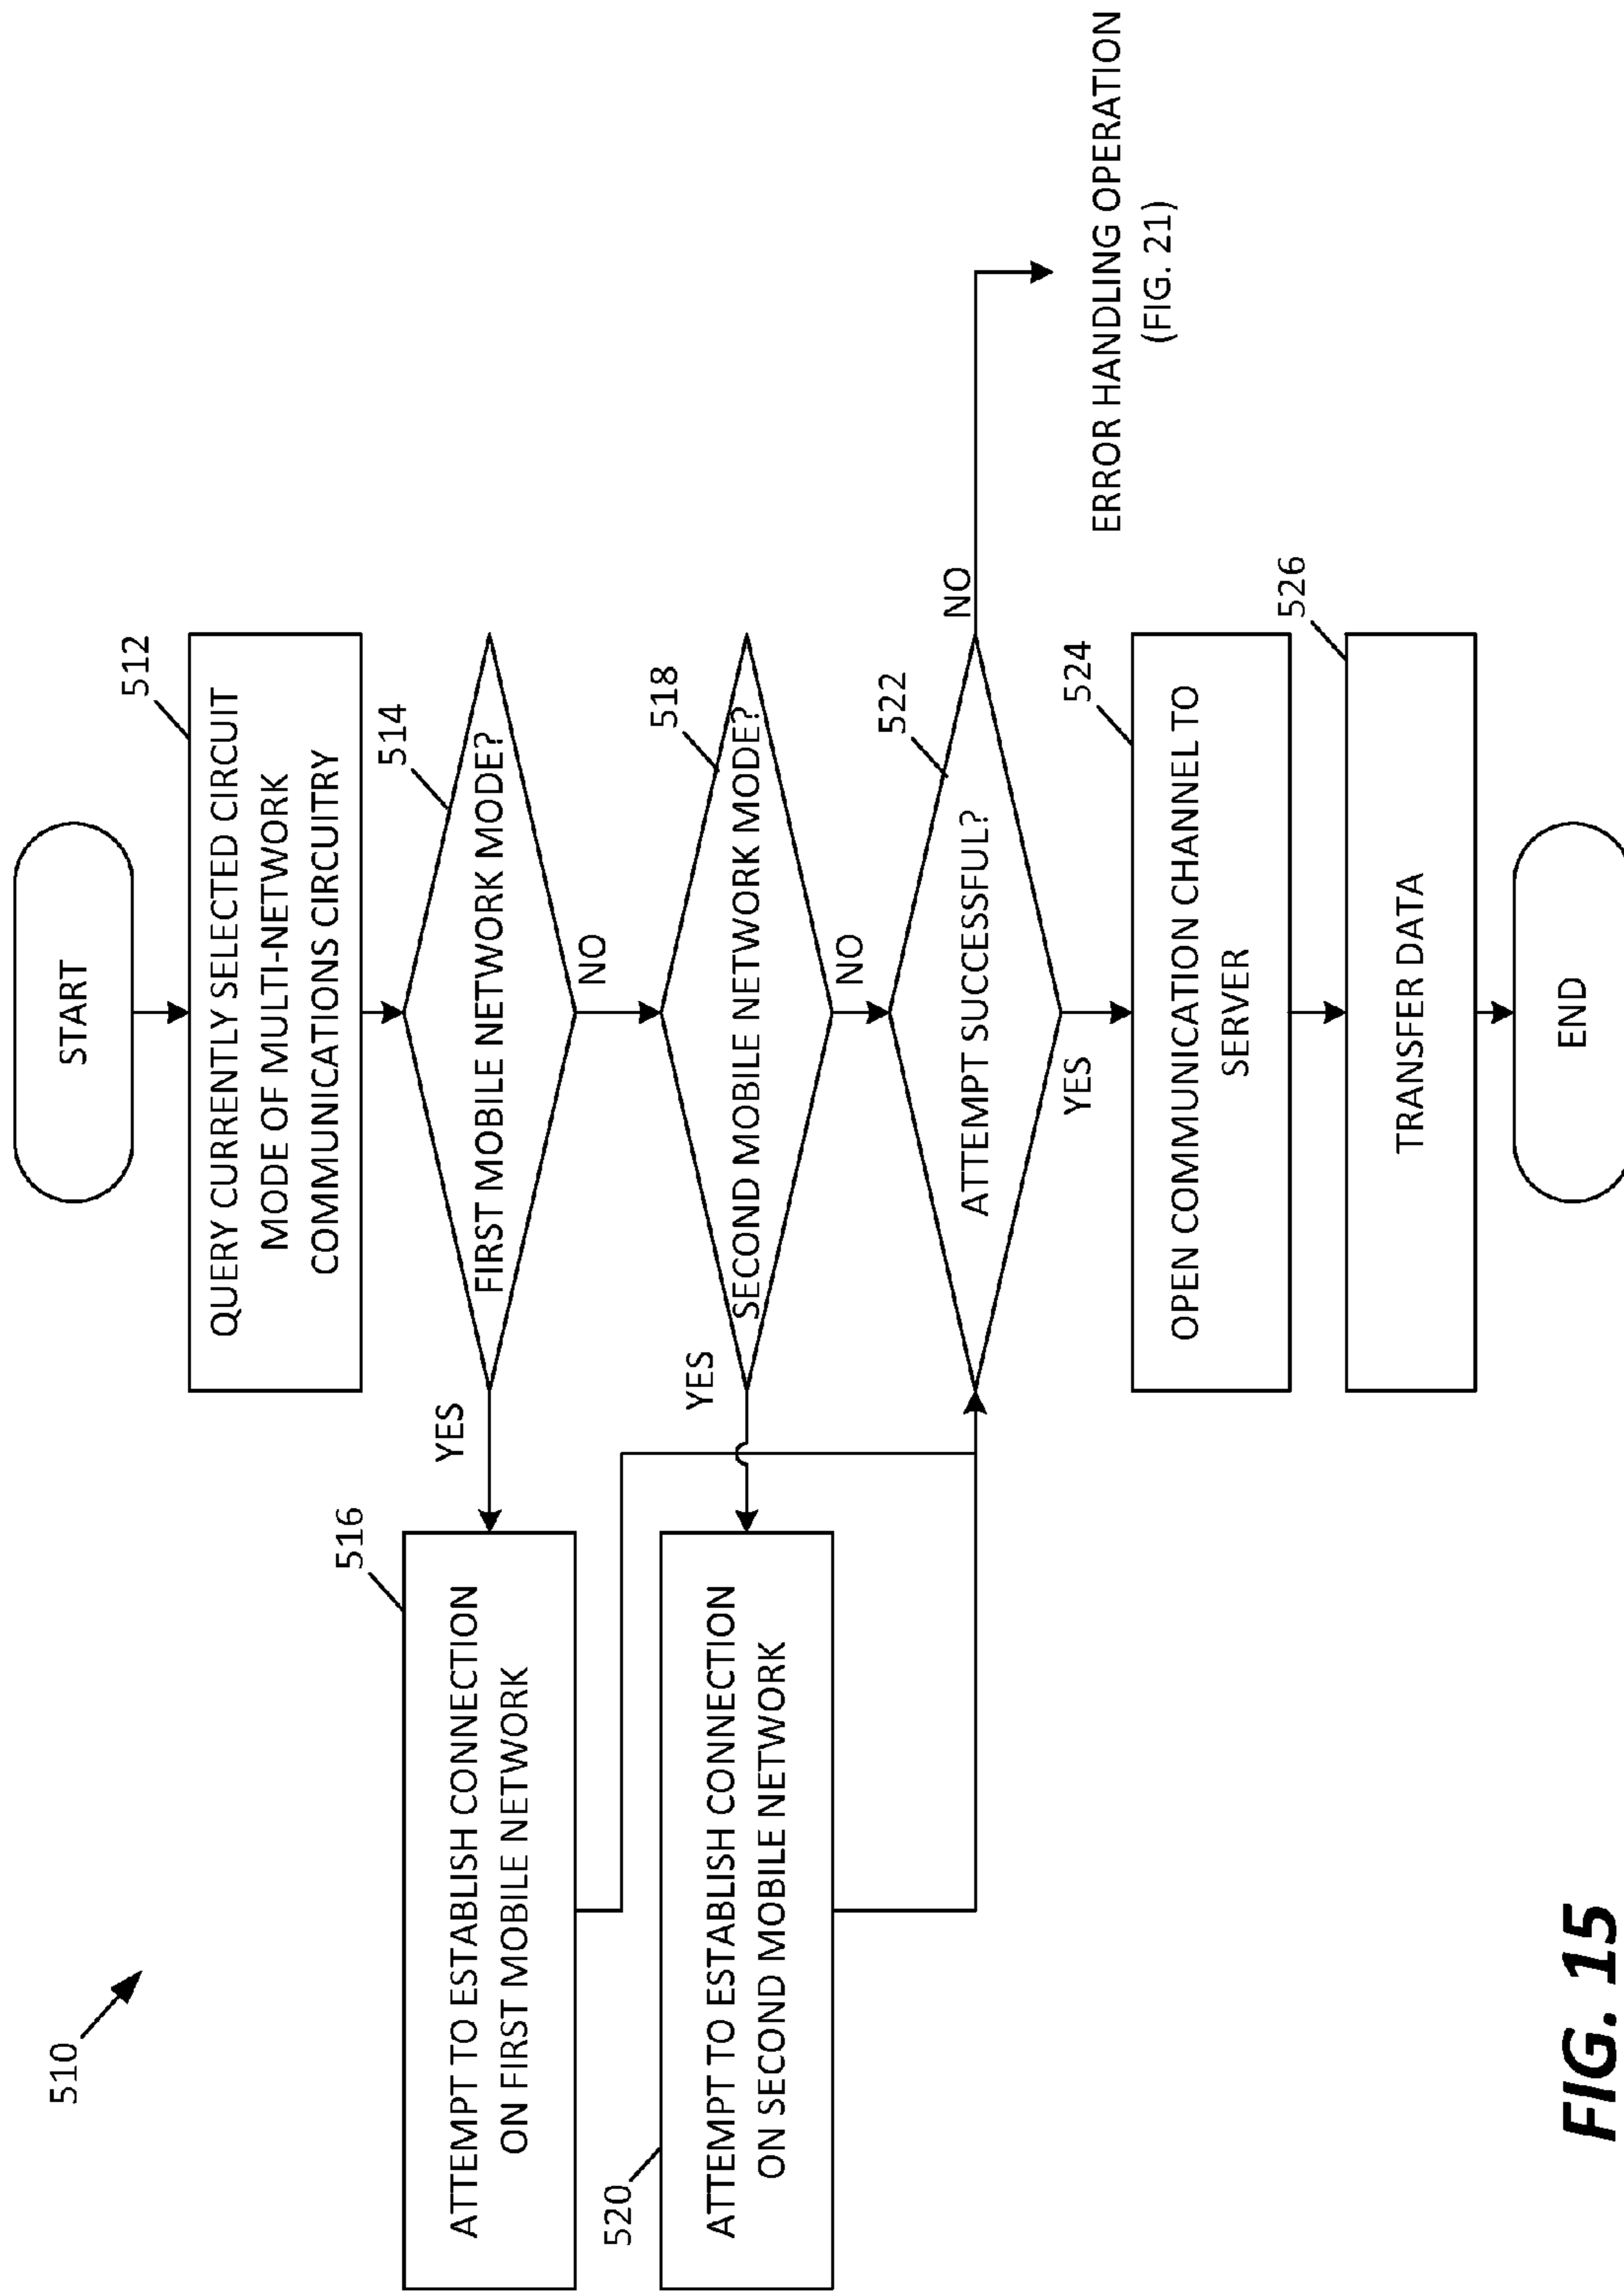 510
START
512
QUERY CURRENTLY SELECTED CIRCUIT
MODE OF MULTI-NETWORK
COMMUNICATIONS CIRCUITRY
514
FIRST MOBILE NETWORK MODE?
YES
NO
516
ATTEMPT TO ESTABLISH CONNECTION
ON FIRST MOBILE NETWORK
518
SECOND MOBILE NETWORK MODE?
YES
NO
520
ATTEMPT TO ESTABLISH CONNECTION
ON SECOND MOBILE NETWORK
522
ATTEMPT SUCCESSFUL?
NO
YES
ERROR HANDLING OPERATION
(FIG. 21)
524
OPEN COMMUNICATION CHANNEL TO
SERVER
526
TRANSFER DATA
END
FIG. 15